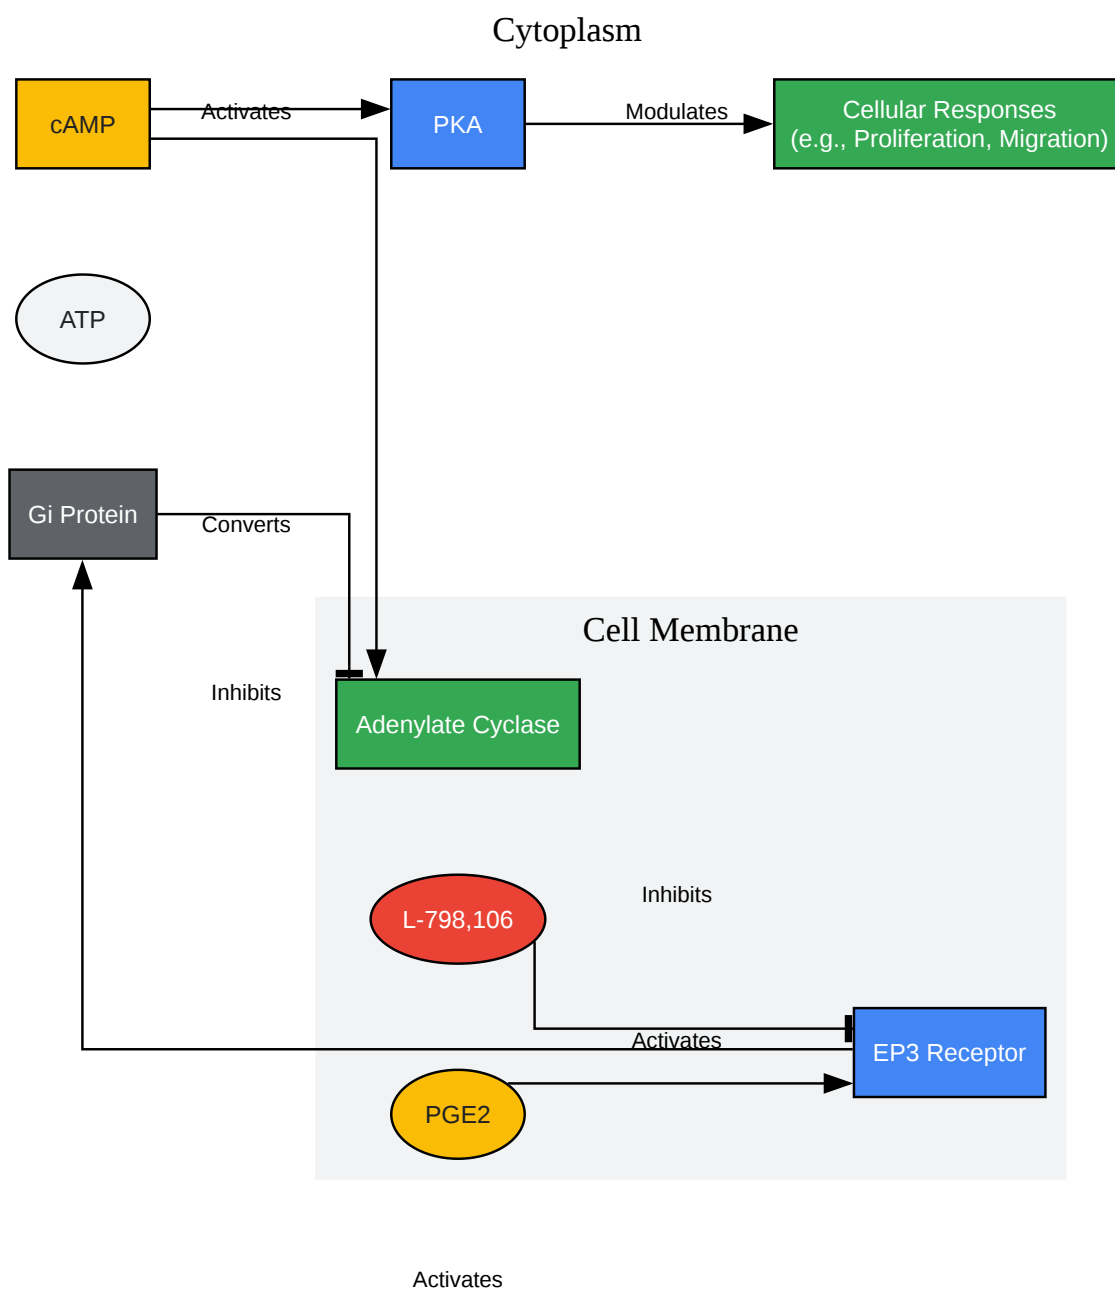 Cytoplasm
cAMP
Activates
PKA
Modulates
Cellular Responses
(e.g., Proliferation, Migration)
ATP
Gi Protein
Converts
Cell Membrane
Inhibits
Adenylate Cyclase
Inhibits
L-798,106
Activates
EP3 Receptor
PGE2
Activates